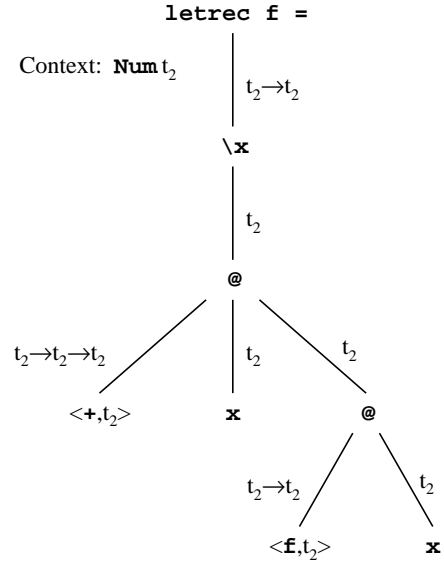 letrec f =
Context: Num t₂
t₂→t₂
\x
t₂
@
t₂→t₂→t₂
t₂
t₂
<+,t₂>
x
@
t₂→t₂
t₂
<f,t₂>
x